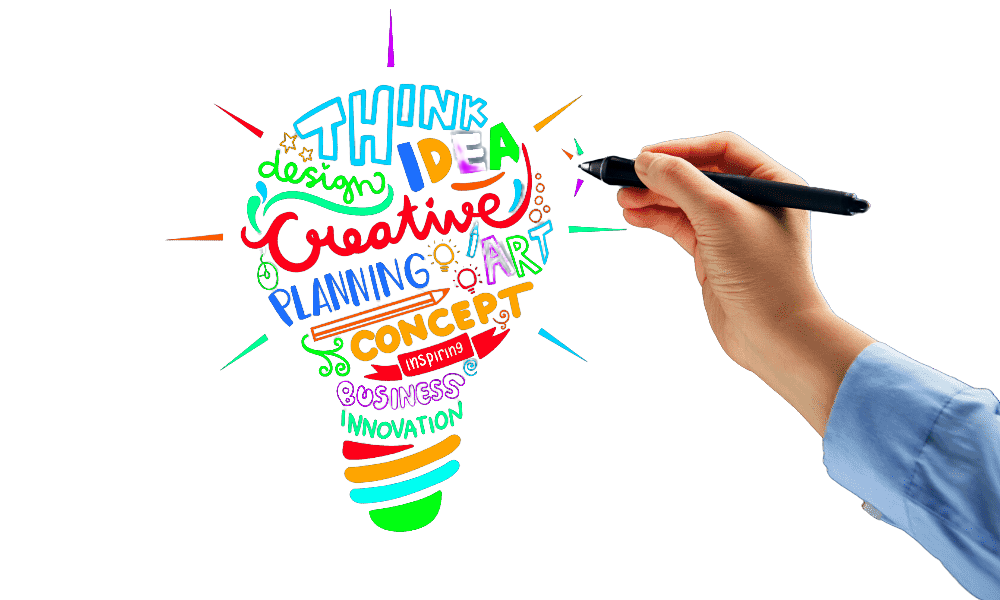 THINK
IDEA
design
Creative
ART
PLANNING
CONCEPT
inspiring
BUSINESS
INNOVATION